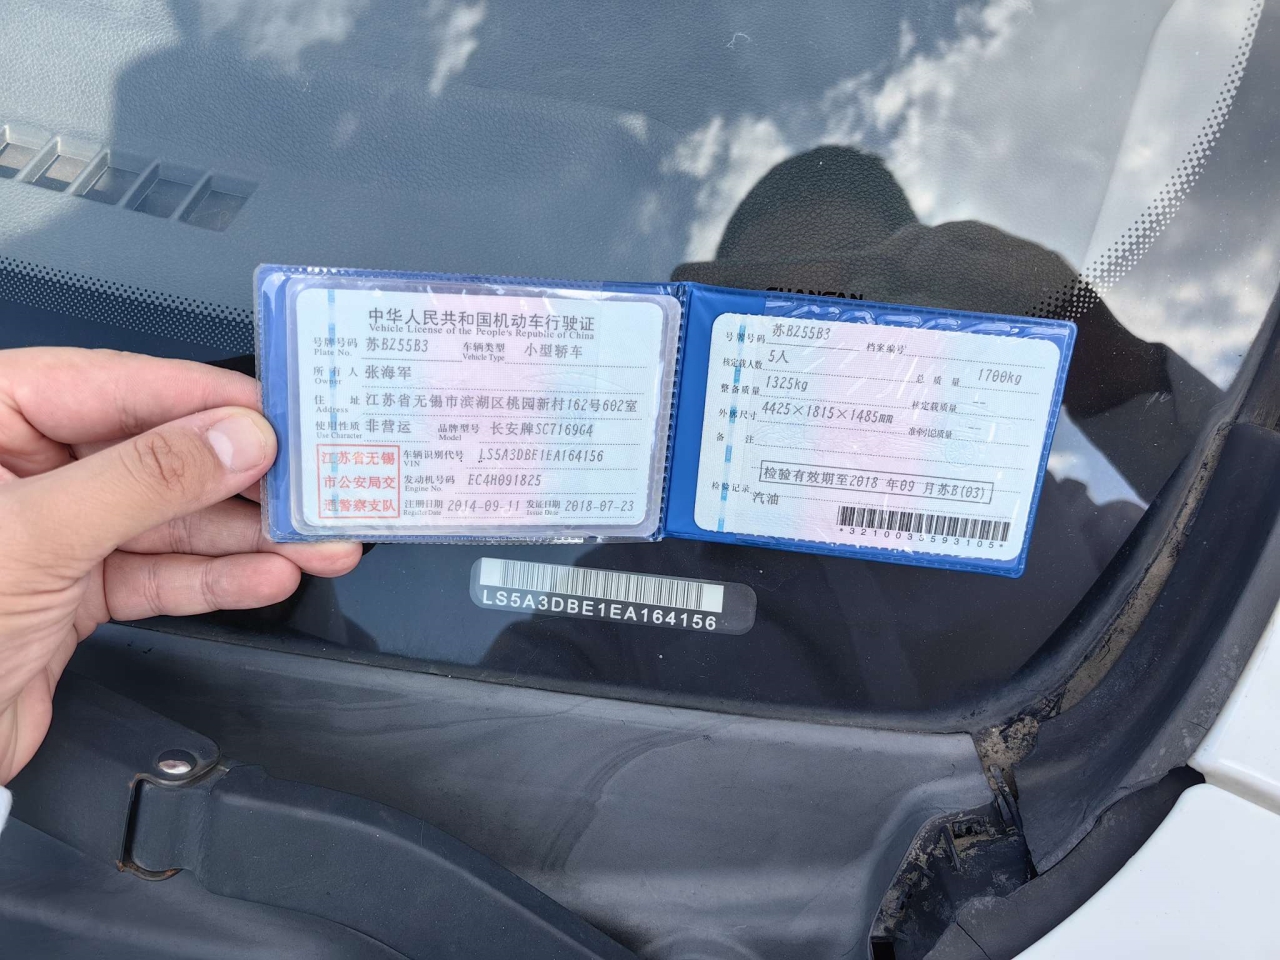 CHANGAN
中华人民共和国机动车行驶证
Vehicle License of the People's Republic of China
号牌号码 苏BZ55B3 车辆类型 小型轿车
Plate No. Vehicle Type
所有人 张海军
Owner
住址 江苏省无锡市滨湖区桃园新村162号602室
Address
使用性质 非营运 品牌型号 长安牌SC7169G4
Use Character Model
江苏省无锡
市公安局交
通警察支队
车辆识别代号 LS5A3DBE1EA164156
VIN
发动机号码 EC4H091825
Engine No.
注册日期 2014-09-11 发证日期 2018-07-23
Register Date Issue Date
号牌号码 苏BZ55B3 档案编号
核定载人数 5人 总质量 1700kg
整备质量 1325kg 核定载质量 --
外廓尺寸 4425×1815×1485mm 准牵引总质量 --
备注
检验有效期至2018 年09 月苏B(03)
检验记录 汽油
*3210033593105*
LS5A3DBE1EA164156